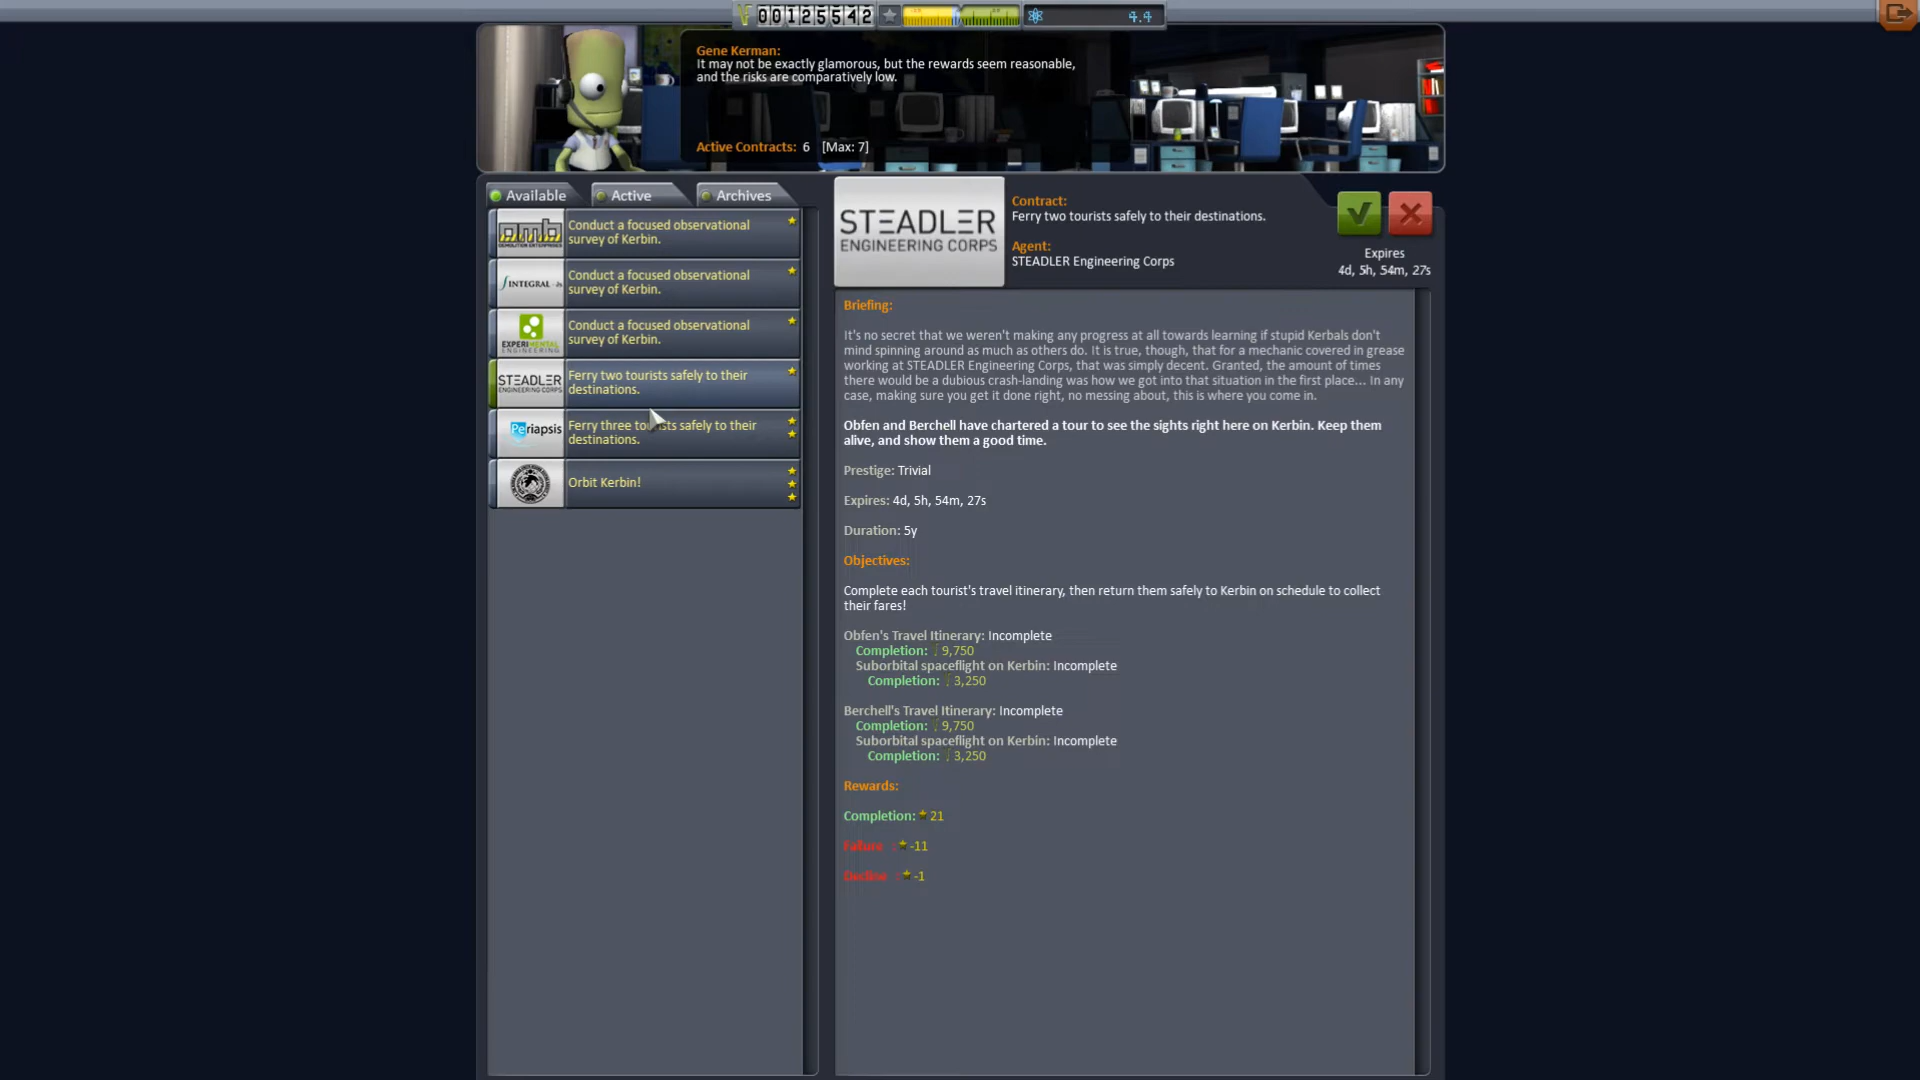 00125542
4.4
Gene Kerman:
It may not be exactly glamorous, but the rewards seem reasonable,
and the risks are comparatively low.
Active Contracts: 6 [Max: 7]
Available
Active
Archives
DEMOLITION ENTERPRISES
Conduct a focused observational
survey of Kerbin.
INTEGRAL
Conduct a focused observational
survey of Kerbin.
EXPERIMENTAL
ENGINEERING
Conduct a focused observational
survey of Kerbin.
STEADLER
ENGINEERING CORPS
Ferry two tourists safely to their
destinations.
Periapsis
Ferry three tourists safely to their
destinations.
Orbit Kerbin!
STEADLER
ENGINEERING CORPS
Contract:
Ferry two tourists safely to their destinations.
Agent:
STEADLER Engineering Corps
Expires
4d, 5h, 54m, 27s
Briefing:
It's no secret that we weren't making any progress at all towards learning if stupid Kerbals don't
mind spinning around as much as others do. It is true, though, that for a mechanic covered in grease
working at STEADLER Engineering Corps, that was simply decent. Granted, the amount of times
there would be a dubious crash-landing was how we got into that situation in the first place... In any
case, making sure you get it done right, no messing about, this is where you come in.
Obfen and Berchell have chartered a tour to see the sights right here on Kerbin. Keep them
alive, and show them a good time.
Prestige: Trivial
Expires: 4d, 5h, 54m, 27s
Duration: 5y
Objectives:
Complete each tourist's travel itinerary, then return them safely to Kerbin on schedule to collect
their fares!
Obfen's Travel Itinerary: Incomplete
Completion: 9,750
Suborbital spaceflight on Kerbin: Incomplete
Completion: 3,250
Berchell's Travel Itinerary: Incomplete
Completion: 9,750
Suborbital spaceflight on Kerbin: Incomplete
Completion: 3,250
Rewards:
Completion: 21
Failure : -11
Decline : -1